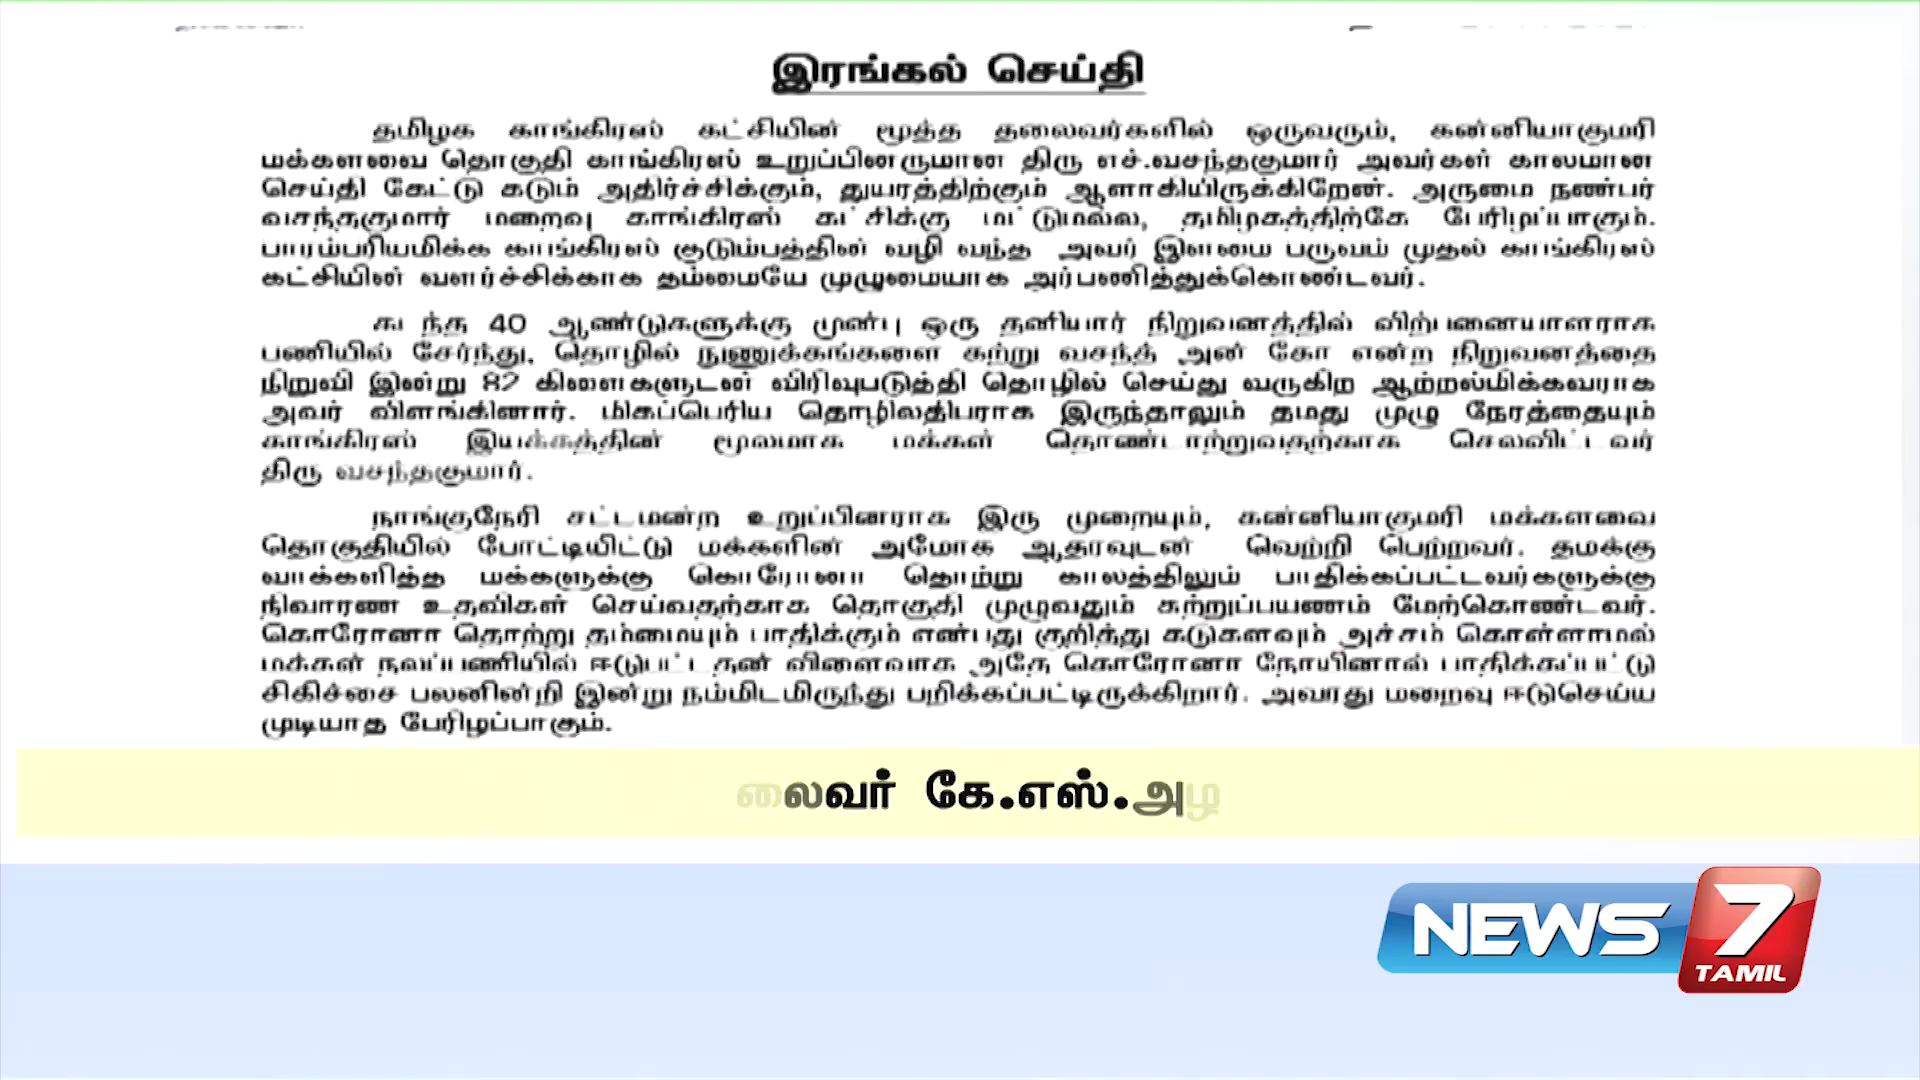 இரங்கல் செய்தி
தமிழக காங்கிரஸ் கட்சியின் மூத்த தலைவர்களில் ஒருவரும், கன்னியாகுமரி
மக்களவை தொகுதி காங்கிரஸ் உறுப்பினருமான திரு எச்.வசந்தகுமார் அவர்கள் காலமான
செய்தி கேட்டு கடும் அதிர்ச்சிக்கும், துயரத்திற்கும் ஆளாகியிருக்கிறேன். அருமை நண்பர்
வசந்தகுமார் மறைவு காங்கிரஸ் கட்சிக்கு மட்டுமல்ல, தமிழகத்திற்கே பேரிழப்பாகும்.
பாரம்பரியமிக்க காங்கிரஸ் குடும்பத்தின் வழி வந்த அவர் இளமை பருவம் முதல் காங்கிரஸ்
கட்சியின் வளர்ச்சிக்காக தம்மையே முழுமையாக அர்பணித்துக்கொண்டவர்.
கடந்த 40 ஆண்டுகளுக்கு முன்பு ஒரு தனியார் நிறுவனத்தில் விற்பனையாளராக
பணியில் சேர்ந்து, தொழில் நுணுக்கங்களை கற்று வசந்த் அன் கோ என்ற நிறுவனத்தை
நிறுவி இன்று 82 கிளைகளுடன் விரிவுபடுத்தி தொழில் செய்து வருகிற ஆற்றல்மிக்கவராக
அவர் விளங்கினார். மிகப்பெரிய தொழிலதிபராக இருந்தாலும் தமது முழு நேரத்தையும்
காங்கிரஸ் இயக்கத்தின் மூலமாக மக்கள் தொண்டாற்றுவதற்காக செலவிட்டவர்
திரு வசந்தகுமார்.
நாங்குநேரி சட்டமன்ற உறுப்பினராக இரு முறையும், கன்னியாகுமரி மக்களவை
தொகுதியில் போட்டியிட்டு மக்களின் அமோக ஆதரவுடன் வெற்றி பெற்றவர். தமக்கு
வாக்களித்த மக்களுக்கு கொரோனா தொற்று காலத்திலும் பாதிக்கப்பட்டவர்களுக்கு
நிவாரண உதவிகள் செய்வதற்காக தொகுதி முழுவதும் சுற்றுப்பயணம் மேற்கொண்டவர்.
கொரோனா தொற்று தம்மையும் பாதிக்கும் என்பது குறித்து கடுகளவும் அச்சம் கொள்ளாமல்
மக்கள் நலப்பணியில் ஈடுபட்டதன் விளைவாக அதே கொரோனா நோயினால் பாதிக்கப்பட்டு
சிகிச்சை பலனின்றி இன்று நம்மிடமிருந்து பறிக்கப்பட்டிருக்கிறார். அவரது மறைவு ஈடுசெய்ய
முடியாத பேரிழப்பாகும்.
லைவர் கே.எஸ்.அழ
NEWS 7
TAMIL